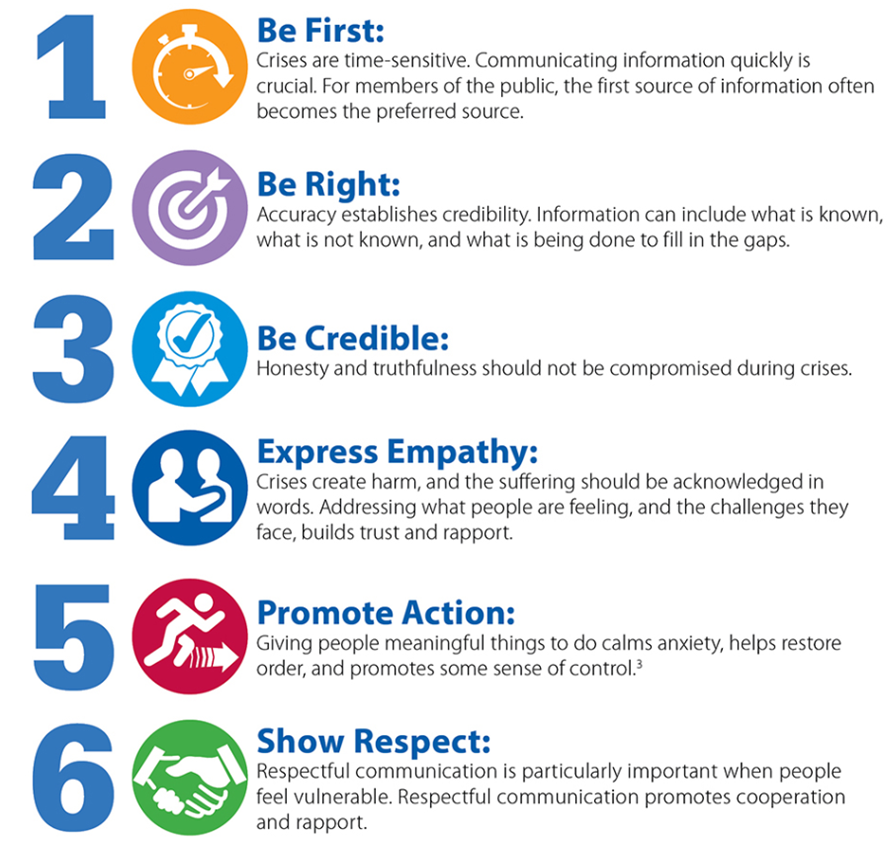 1
Be First:
Crises are time-sensitive. Communicating information quickly is
crucial. For members of the public, the first source of information often
becomes the preferred source.
2
Be Right:
Accuracy establishes credibility. Information can include what is known,
what is not known, and what is being done to fill in the gaps.
3
Be Credible:
Honesty and truthfulness should not be compromised during crises.
4
Express Empathy:
Crises create harm, and the suffering should be acknowledged in
words. Addressing what people are feeling, and the challenges they
face, builds trust and rapport.
5
Promote Action:
Giving people meaningful things to do calms anxiety, helps restore
order, and promotes some sense of control.³
6
Show Respect:
Respectful communication is particularly important when people
feel vulnerable. Respectful communication promotes cooperation
and rapport.